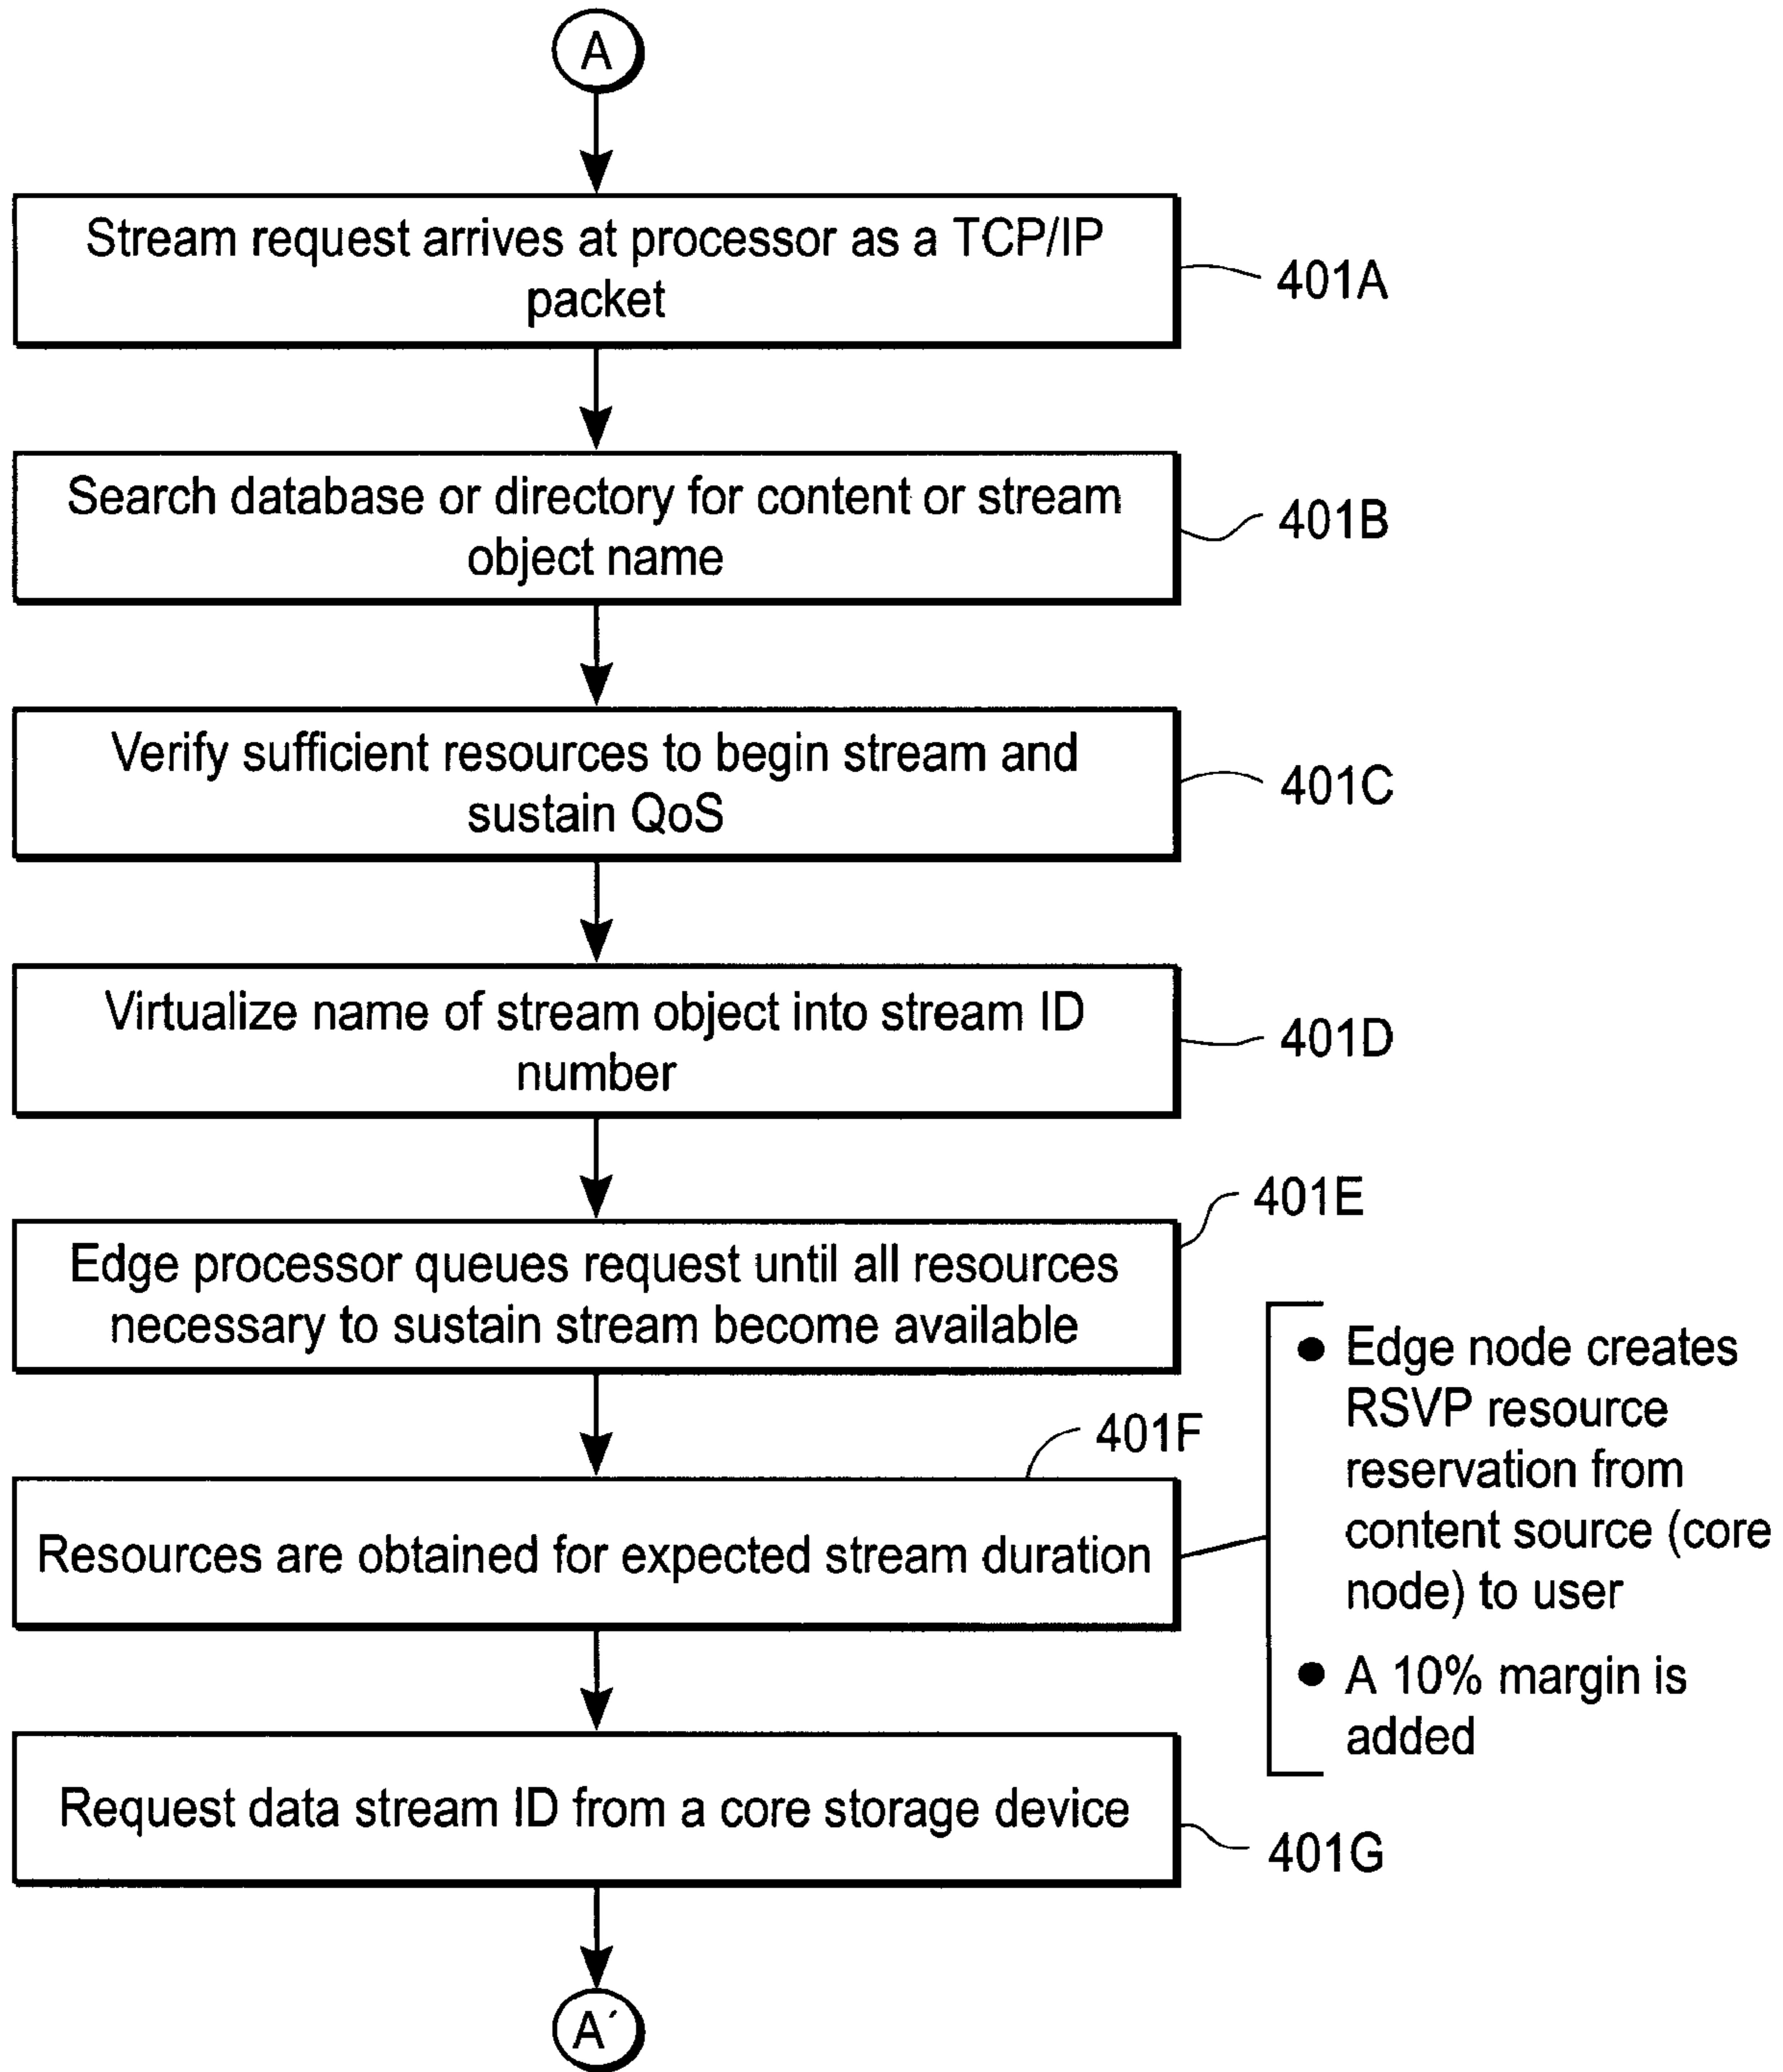 A
Stream request arrives at processor as a TCP/IP
packet
401A
Search database or directory for content or stream
object name
401B
Verify sufficient resources to begin stream and
sustain QoS
401C
Virtualize name of stream object into stream ID
number
401D
401E
Edge processor queues request until all resources
necessary to sustain stream become available
401F
Resources are obtained for expected stream duration
● Edge node creates
RSVP resource
reservation from
content source (core
node) to user
● A 10% margin is
added
Request data stream ID from a core storage device
401G
A´